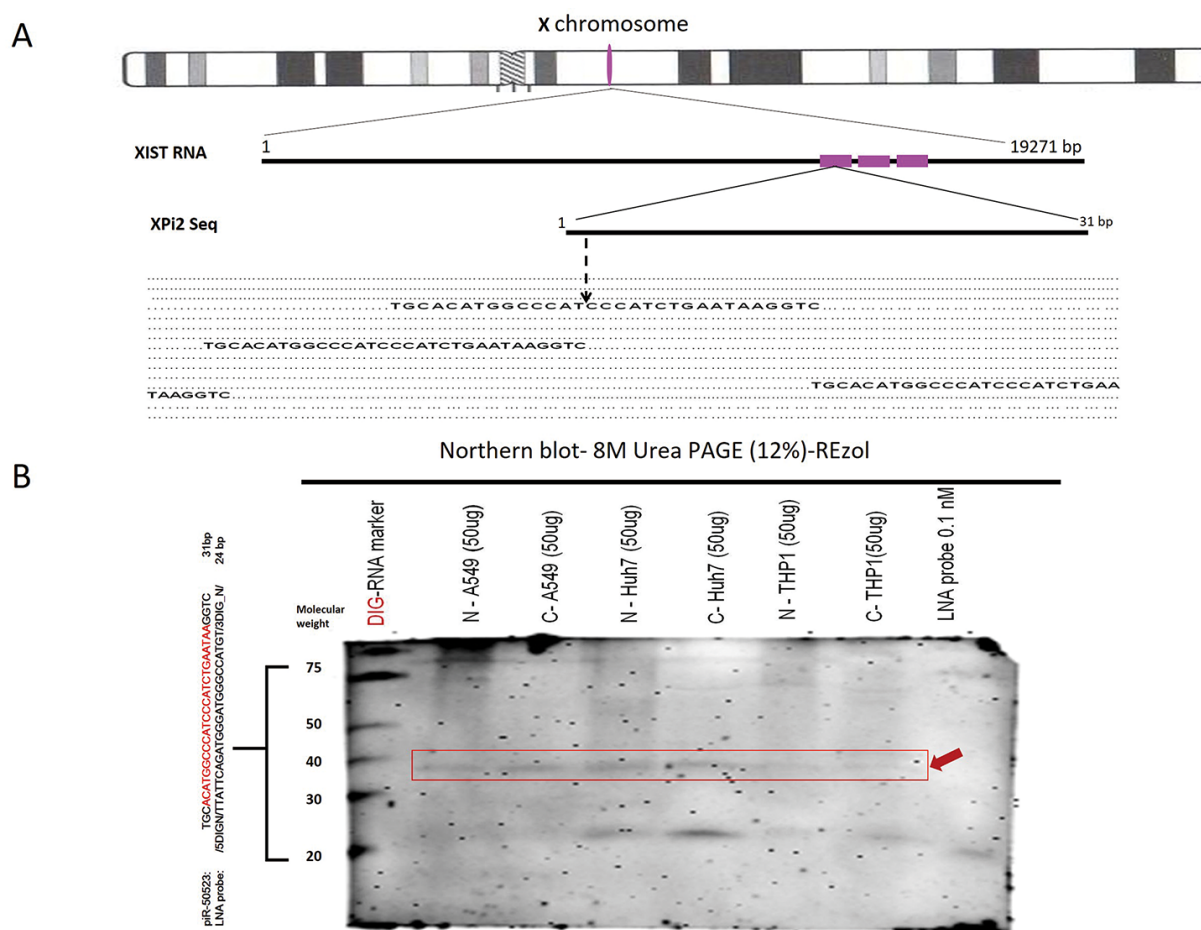 A
X chromosome
1
19271 bp
XIST RNA
XPi2 Seq
1
31 bp
TGCACATGGCCCATCCCATCTGAATAAGGTC
TGCACATGGCCCATCCCATCTGAATAAGGTC
TGCACATGGCCCATCCCATCTGAA
TAAGGTC
Northern blot- 8M Urea PAGE (12%)-REzol
B
piR-50523: TGCACATGGCCCATCCCATCTGAATAAGGTC 31bp
LNA probe: /5DIGN/TTATTCAGATGGGATGGGCCATGT/3DIG_N/ 24 bp
Molecular
weight
DIG-RNA marker
N - A549 (50ug)
C- A549 (50ug)
N - Huh7 (50ug)
C- Huh7 (50ug)
N - THP1 (50ug)
C- THP1(50ug)
LNA probe 0.1 nM
75
50
40
30
20